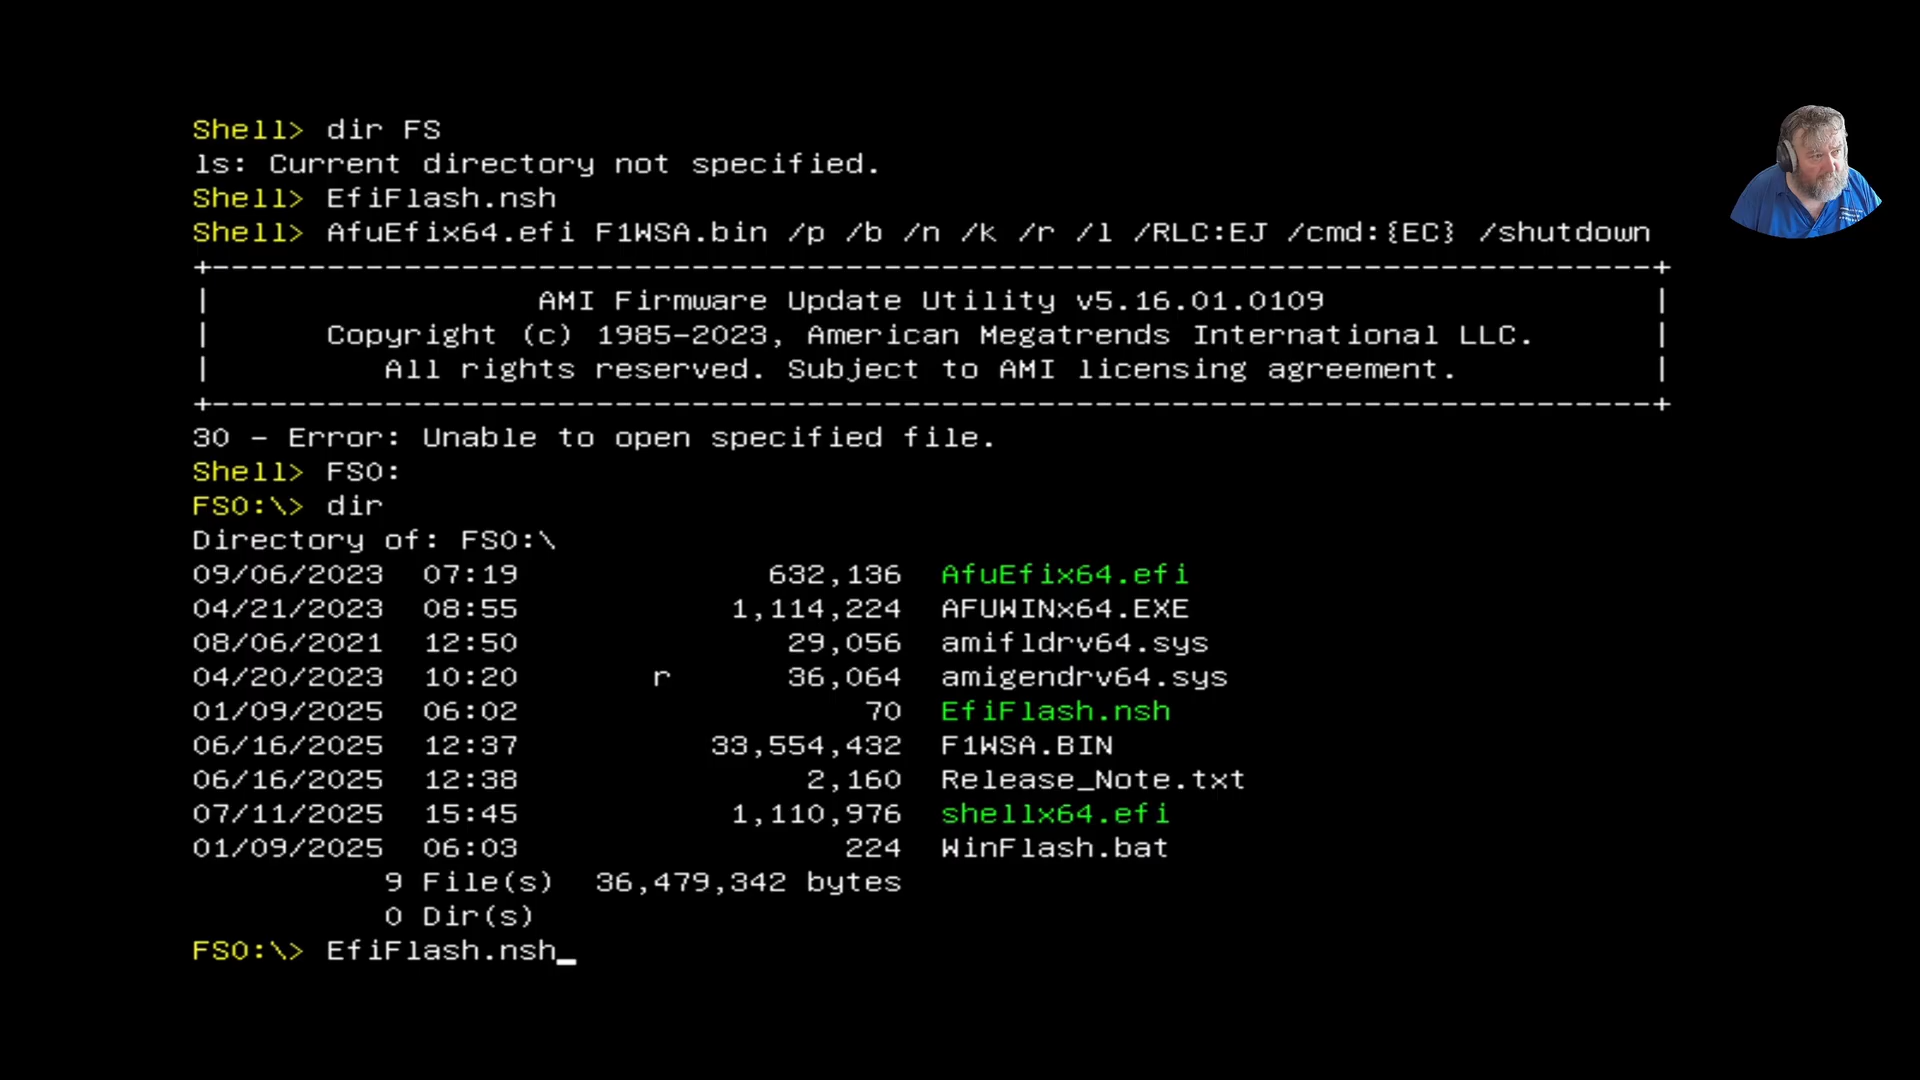 Shell> dir FS
ls: Current directory not specified.
Shell> EfiFlash.nsh
Shell> AfuEfix64.efi F1WSA.bin /p /b /n /k /r /l /RLC:EJ /cmd:{EC} /shutdown
+----------------------------------------------------------------------------+
| AMI Firmware Update Utility v5.16.01.0109 |
| Copyright (c) 1985-2023, American Megatrends International LLC. |
| All rights reserved. Subject to AMI licensing agreement. |
+----------------------------------------------------------------------------+
30 - Error: Unable to open specified file.
Shell> FS0:
FS0:\> dir
Directory of: FS0:\
09/06/2023 07:19 632,136 AfuEfix64.efi
04/21/2023 08:55 1,114,224 AFUWINx64.EXE
08/06/2021 12:50 29,056 amifldrv64.sys
04/20/2023 10:20 r 36,064 amigendrv64.sys
01/09/2025 06:02 70 EfiFlash.nsh
06/16/2025 12:37 33,554,432 F1WSA.BIN
06/16/2025 12:38 2,160 Release_Note.txt
07/11/2025 15:45 1,110,976 shellx64.efi
01/09/2025 06:03 224 WinFlash.bat
9 File(s) 36,479,342 bytes
0 Dir(s)
FS0:\> EfiFlash.nsh_